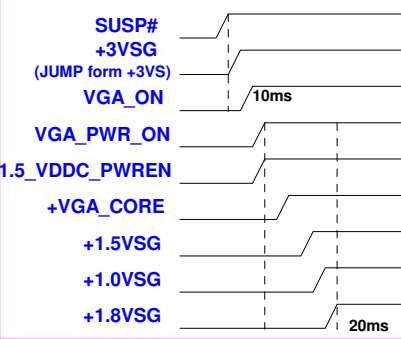 SUSP#
+3VSG
(JUMP form +3VS)
VGA_ON
10ms
VGA_PWR_ON
1.5_VDDC_PWREN
+VGA_CORE
+1.5VSG
+1.0VSG
+1.8VSG
20ms